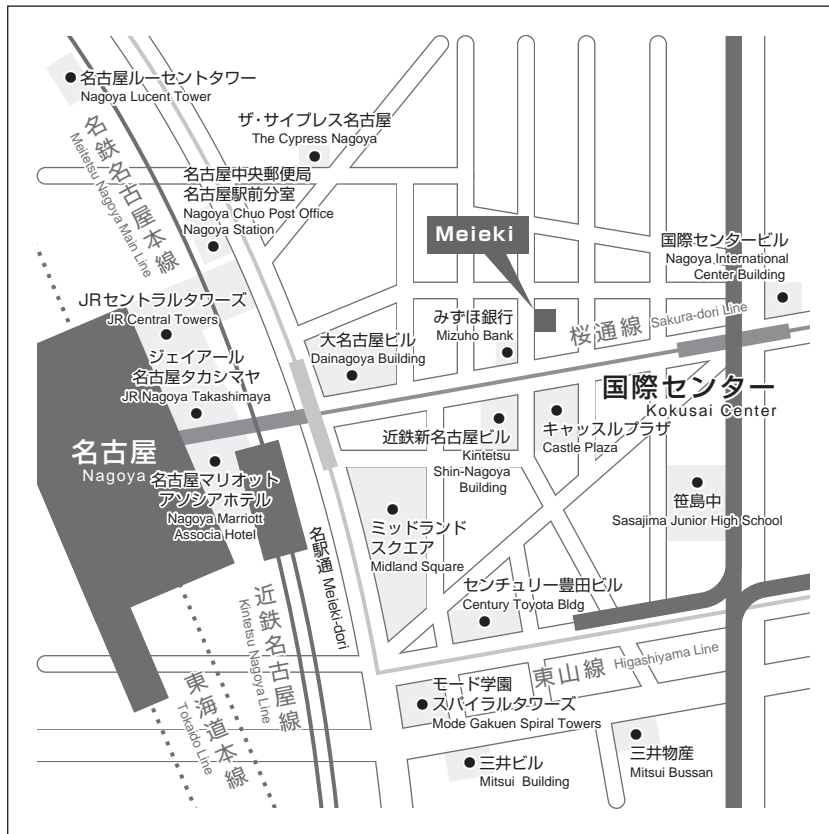 名古屋ルーセントタワー
Nagoya Lucent Tower
ザ・サイプレス名古屋
The Cypress Nagoya
名鉄名古屋本線
Meitetsu Nagoya Main Line
名古屋中央郵便局
名古屋駅前分室
Nagoya Chuo Post Office
Nagoya Station
Meieki
国際センタービル
Nagoya International
Center Building
JRセントラルタワーズ
JR Central Towers
みずほ銀行
Mizuho Bank
桜通線 Sakura-dori Line
大名古屋ビル
Dainagoya Building
ジェイアール
名古屋タカシマヤ
JR Nagoya Takashimaya
国際センター
Kokusai Center
名古屋
Nagoya
近鉄新名古屋ビル
Kintetsu
Shin-Nagoya
Building
キャッスルプラザ
Castle Plaza
名古屋マリオット
アソシアホテル
Nagoya Marriott
Associa Hotel
ミッドランド
スクエア
Midland Square
笹島中
Sasajima Junior High School
名駅通 Meieki-dori
センチュリー豊田ビル
Century Toyota Bldg
近鉄名古屋線
Kintetsu Nagoya Line
東海道本線
Tokaido Line
東山線 Higashiyama Line
モード学園
スパイラルタワーズ
Mode Gakuen Spiral Towers
三井ビル
Mitsui Building
三井物産
Mitsui Bussan